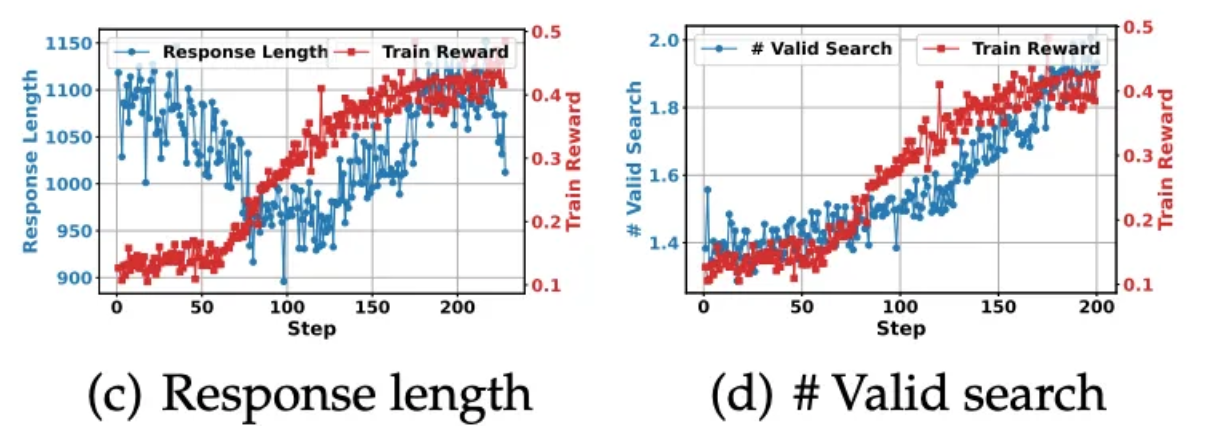 Response Length
Train Reward
1150
1100
1050
1000
950
900
Response Length
0.5
0.4
0.3
0.2
0.1
Train Reward
0 50 100 150 200
Step
(c) Response length
# Valid Search
Train Reward
2.0
1.8
1.6
1.4
# Valid Search
0.5
0.4
0.3
0.2
0.1
Train Reward
0 50 100 150 200
Step
(d) # Valid search